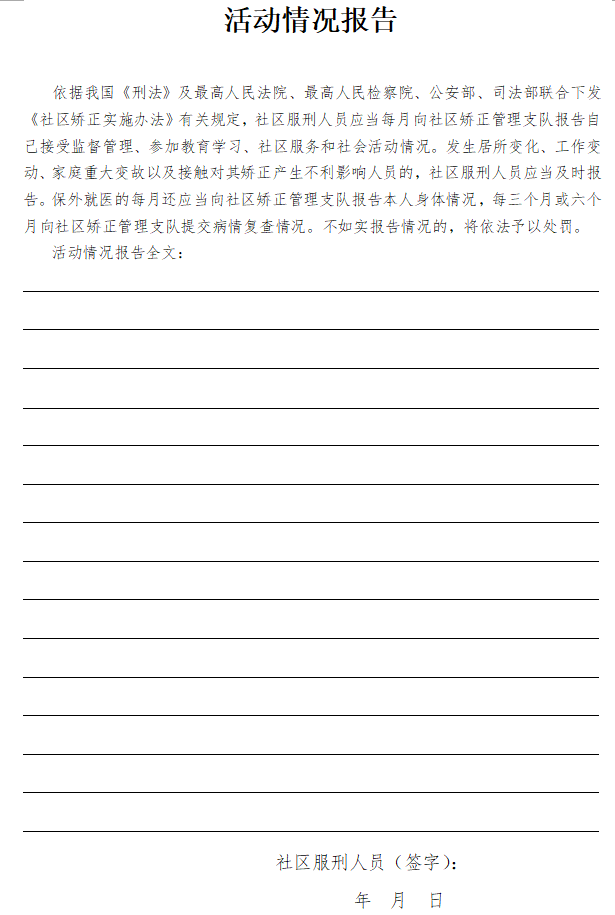 活动情况报告
依据我国《刑法》及最高人民法院、最高人民检察院、公安部、司法部联合下发
《社区矫正实施办法》有关规定，社区服刑人员应当每月向社区矫正管理支队报告自
己接受监督管理、参加教育学习、社区服务和社会活动情况。发生居所变化、工作变
动、家庭重大变故以及接触对其矫正产生不利影响人员的，社区服刑人员应当及时报
告。保外就医的每月还应当向社区矫正管理支队报告本人身体情况，每三个月或六个
月向社区矫正管理支队提交病情复查情况。不如实报告情况的，将依法予以处罚。
活动情况报告全文：
社区服刑人员（签字）：
年 月 日